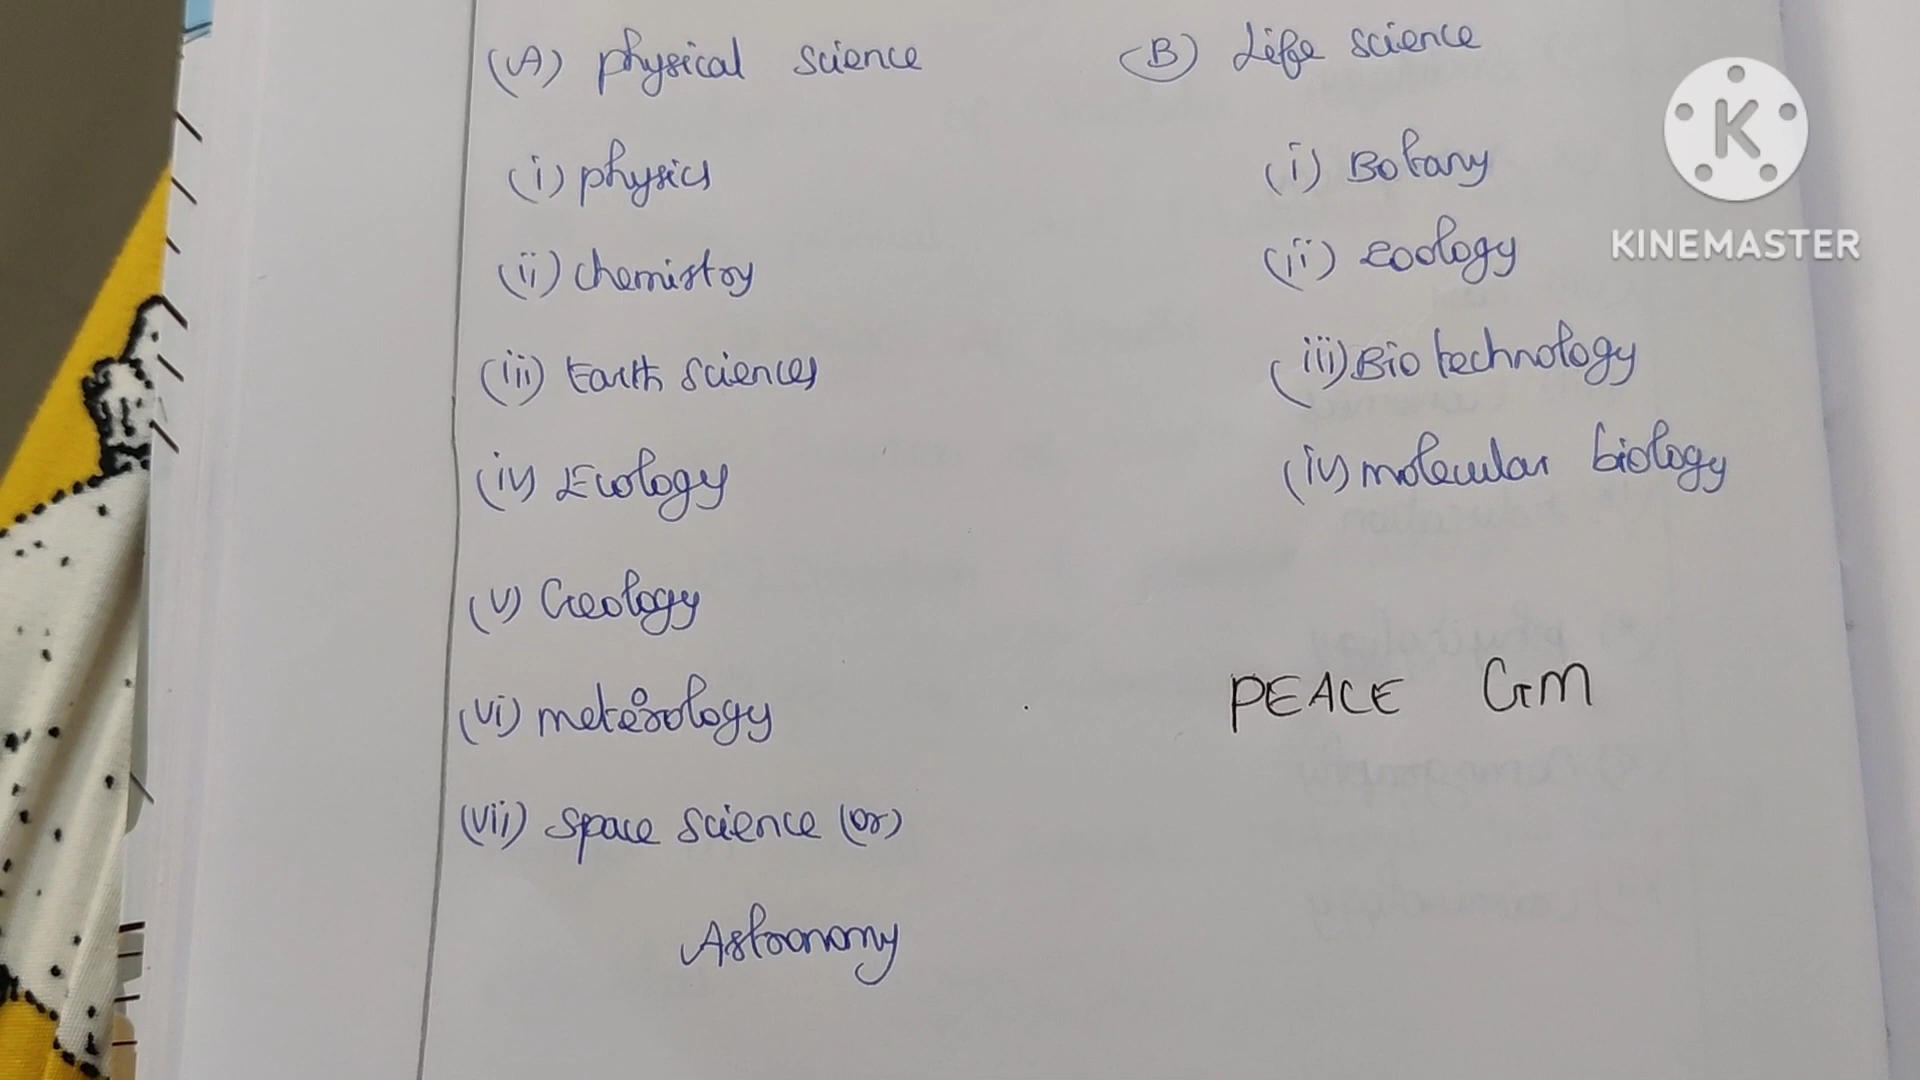 (A) physical science
(i) physics
(ii) chemistry
(iii) Earth sciences
(iv) Ecology
(v) Geology
(vi) meteorology
(vii) space science (or)
Astronomy
(B) Life science
(i) Botany
(ii) Zoology
(iii) Bio technology
(iv) molecular biology
PEACE GM
K
KINEMASTER